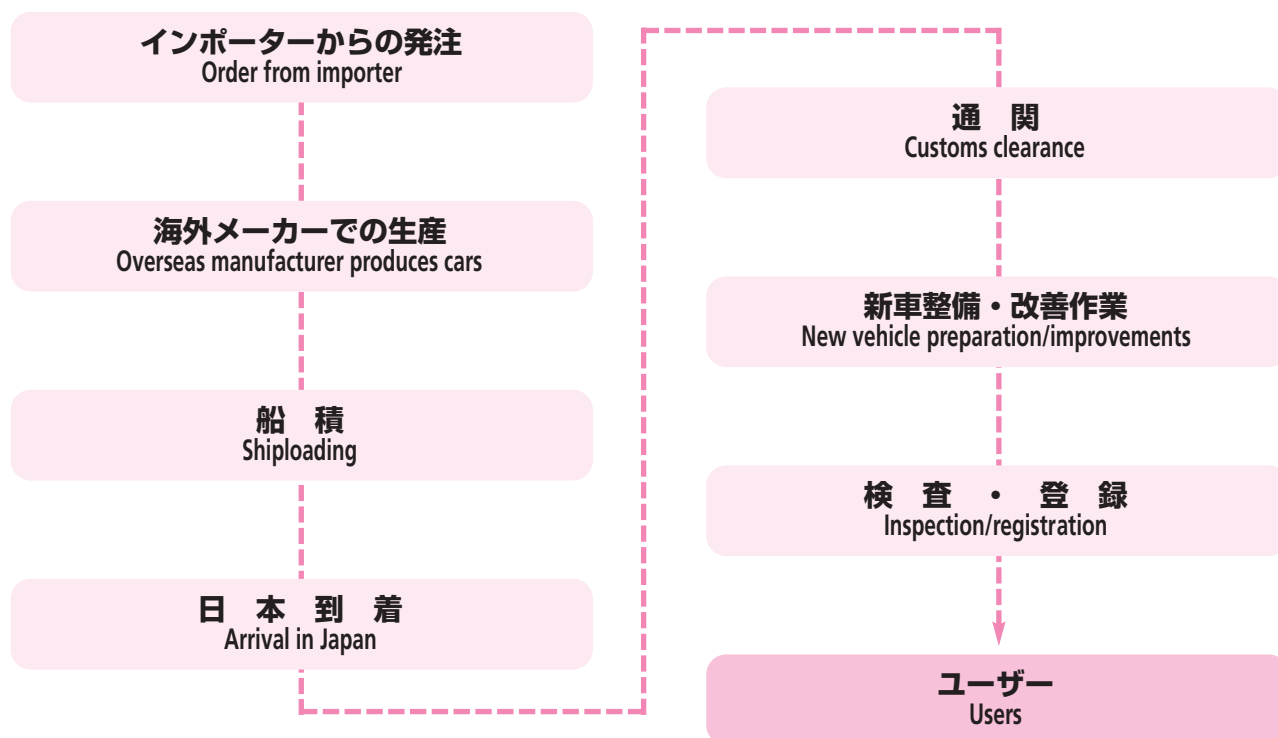 インポーターからの発注
Order from importer
海外メーカーでの生産
Overseas manufacturer produces cars
船　積
Shiploading
日　本　到　着
Arrival in Japan
通　関
Customs clearance
新車整備・改善作業
New vehicle preparation/improvements
検　査　・　登　録
Inspection/registration
ユーザー
Users